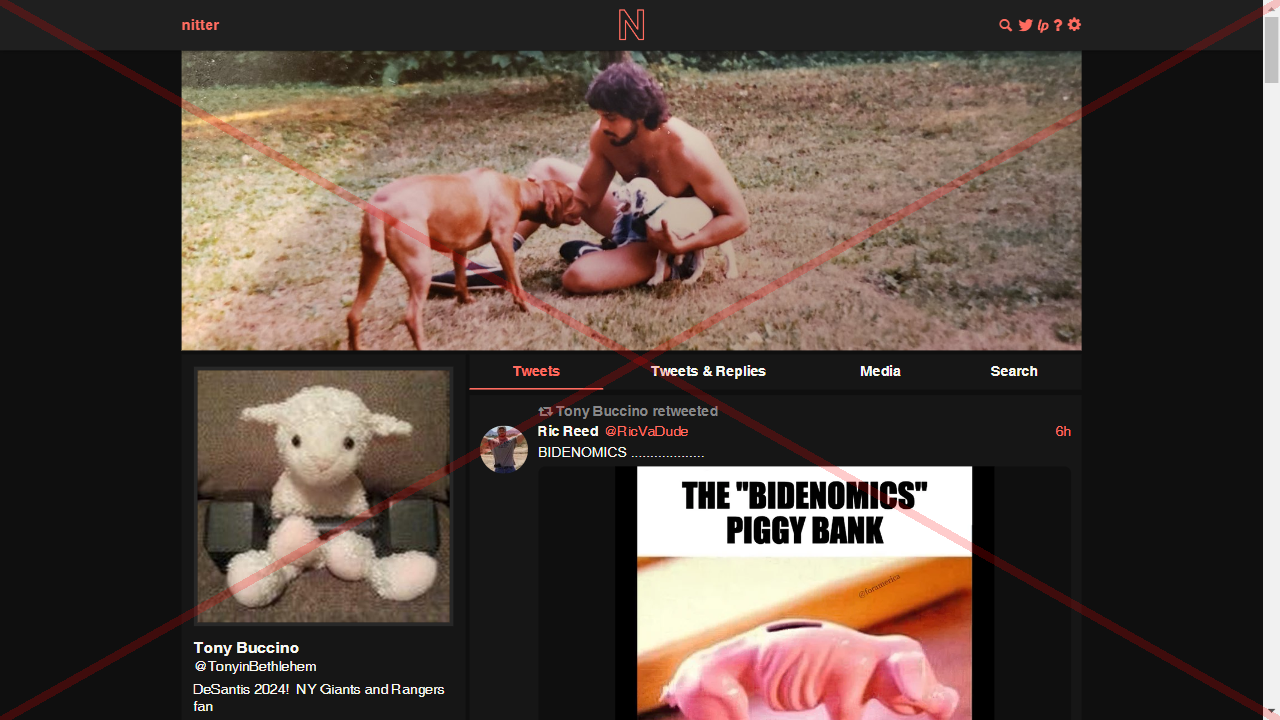 nitter
N
lp ?
Tweets
Tweets & Replies
Media
Search
Tony Buccino retweeted
Ric Reed @RicVaDude 6h
BIDENOMICS ...................
THE "BIDENOMICS"
PIGGY BANK
@foramerica
Tony Buccino
@TonyinBethlehem
DeSantis 2024! NY Giants and Rangers
fan